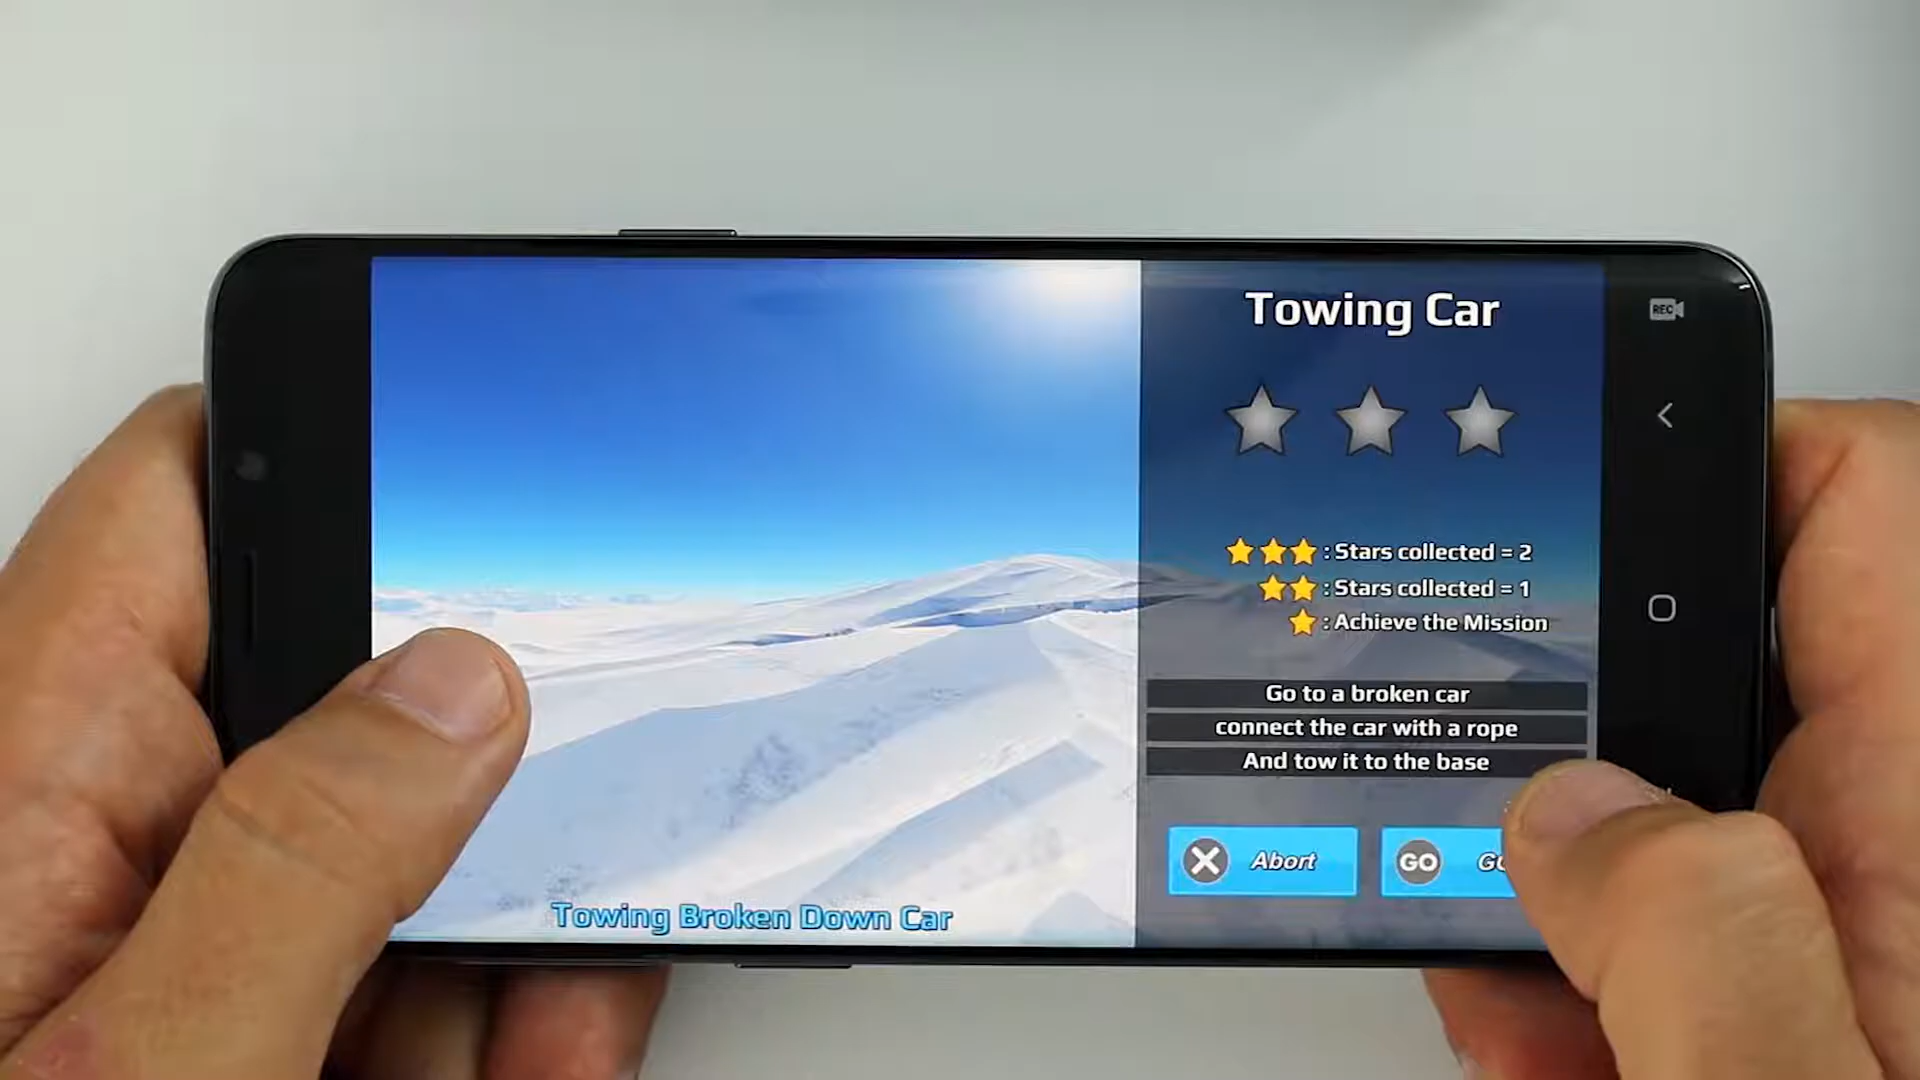 Towing Car
REC
: Stars collected = 2
: Stars collected = 1
: Achieve the Mission
Go to a broken car
connect the car with a rope
And tow it to the base
Abort
GO
Towing Broken Down Car